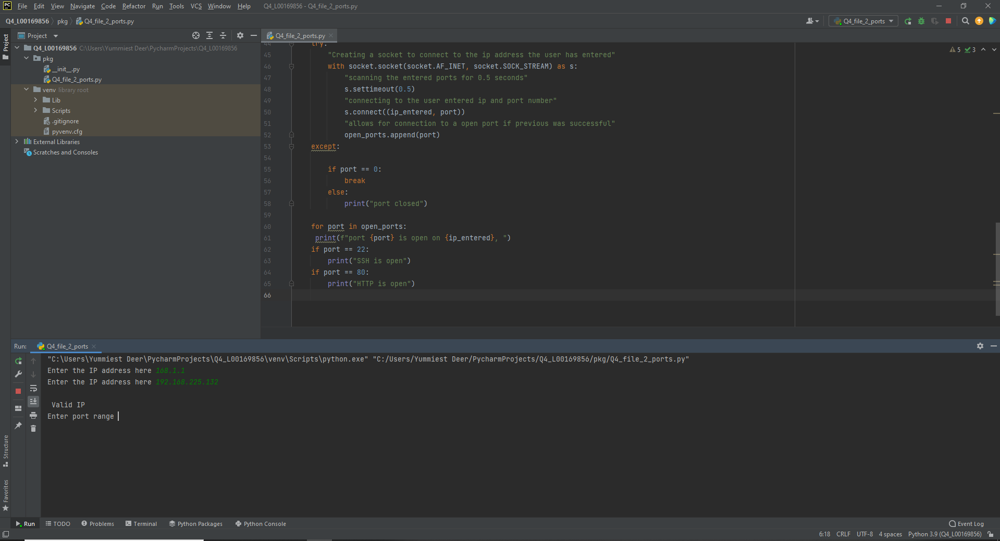 PC File Edit View Navigate Code Refactor Run Tools VCS Window Help Q4_L00169856 - Q4_file_2_ports.py
Q4_L00169856 pkg Q4_file_2_ports.py Q4_file_2_ports
Project
Project
Q4_L00169856 C:\Users\Yummiest Deer\PycharmProjects\Q4_L00169856
pkg
__init__.py
Q4_file_2_ports.py
venv library root
Lib
Scripts
.gitignore
pyvenv.cfg
External Libraries
Scratches and Consoles
Q4_file_2_ports.py
5 3
44 try:
45 "Creating a socket to connect to the ip address the user has entered"
46 with socket.socket(socket.AF_INET, socket.SOCK_STREAM) as s:
47 "scanning the entered ports for 0.5 seconds"
48 s.settimeout(0.5)
49 "connecting to the user entered ip and port number"
50 s.connect((ip_entered, port))
51 "allows for connection to a open port if previous was successful"
52 open_ports.append(port)
53 except:
54
55 if port == 0:
56 break
57 else:
58 print("port closed")
59
60 for port in open_ports:
61 print(f"port {port} is open on {ip_entered}, ")
62 if port == 22:
63 print("SSH is open")
64 if port == 80:
65 print("HTTP is open")
66
Run: Q4_file_2_ports
"C:\Users\Yummiest Deer\PycharmProjects\Q4_L00169856\venv\Scripts\python.exe" "C:/Users/Yummiest Deer/PycharmProjects/Q4_L00169856/pkg/Q4_file_2_ports.py"
Enter the IP address here 168.1.1
Enter the IP address here 192.168.225.132
Valid IP
Enter port range
Structure
Favorites
Run TODO Problems Terminal Python Packages Python Console Event Log
6:18 CRLF UTF-8 4 spaces Python 3.9 (Q4_L00169856)